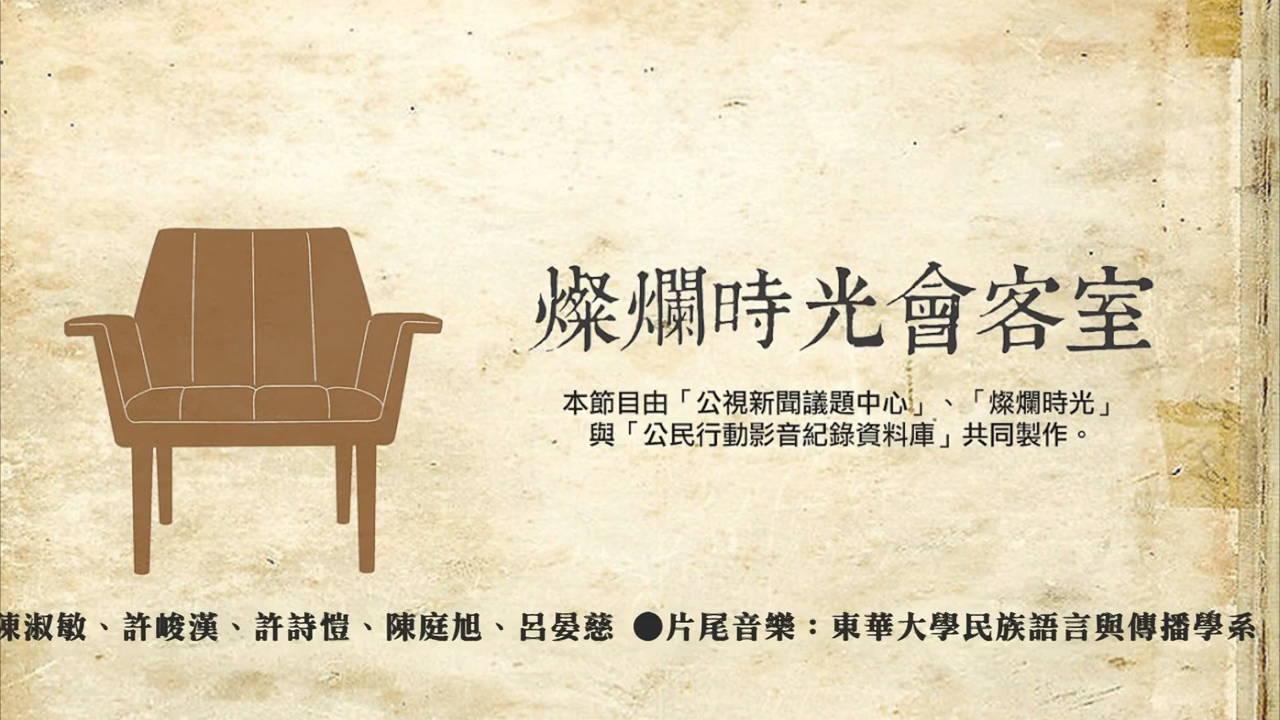 燦爛時光會客室
本節目由「公視新聞議題中心」、「燦爛時光」
與「公民行動影音紀錄資料庫」共同製作。
陳淑敏、許峻漢、許詩愷、陳庭旭、呂晏慈 ●片尾音樂：東華大學民族語言與傳播學系